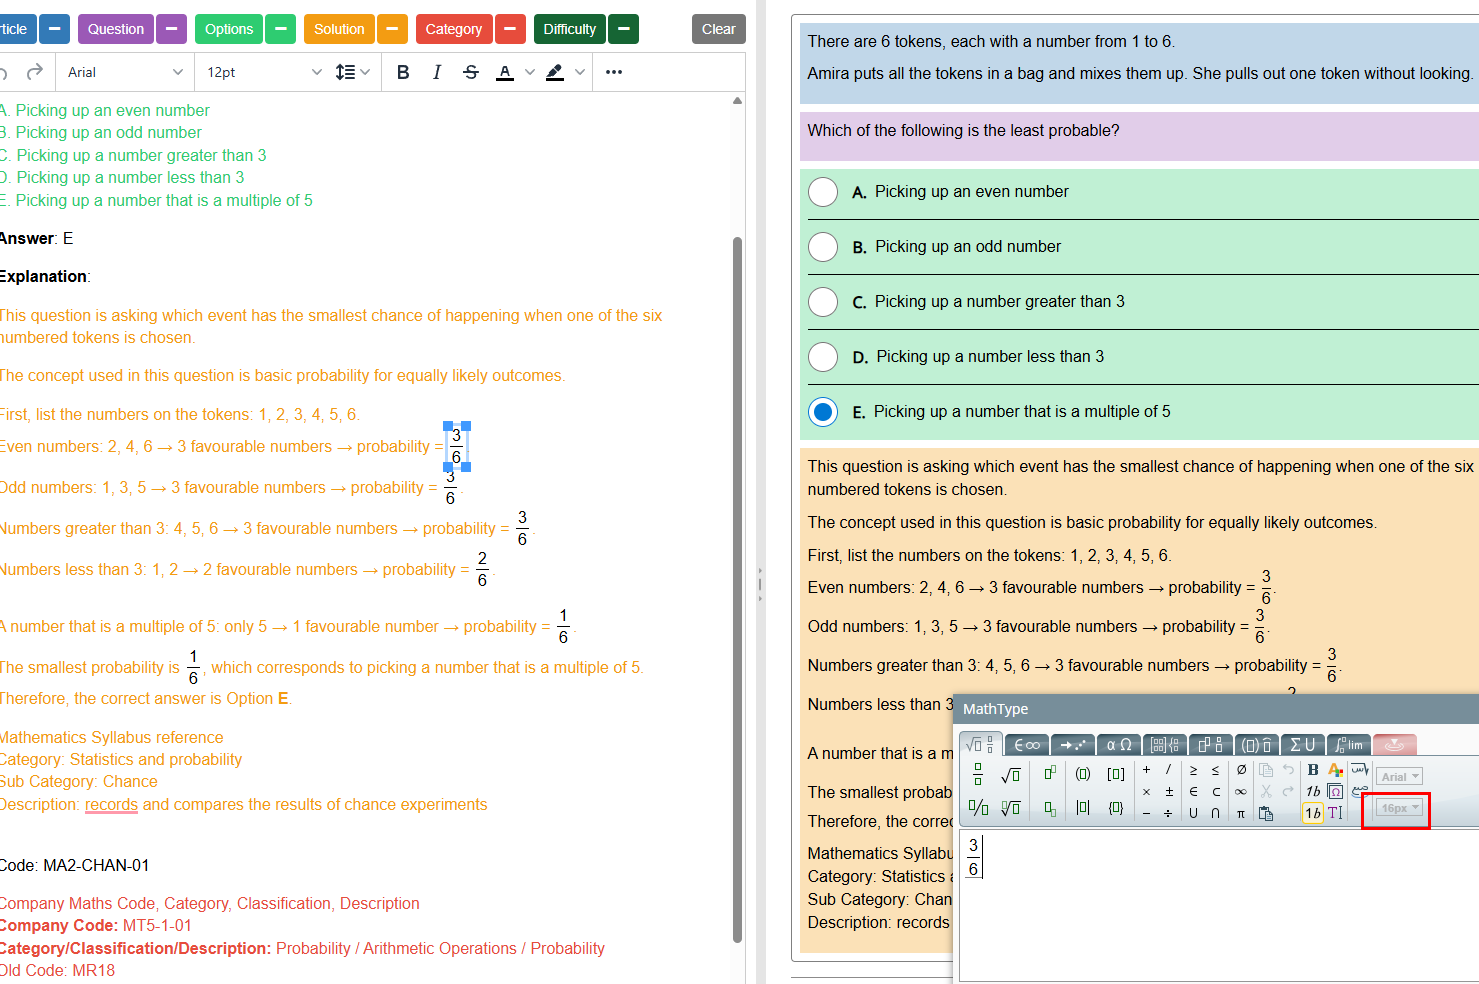 ticle − Question − Options − Solution − Category − Difficulty − Clear
Arial 12pt B I S A •••
A. Picking up an even number
B. Picking up an odd number
C. Picking up a number greater than 3
D. Picking up a number less than 3
E. Picking up a number that is a multiple of 5
Answer: E
Explanation:
This question is asking which event has the smallest chance of happening when one of the six
numbered tokens is chosen.
The concept used in this question is basic probability for equally likely outcomes.
First, list the numbers on the tokens: 1, 2, 3, 4, 5, 6.
Even numbers: 2, 4, 6 → 3 favourable numbers → probability = 3/6
Odd numbers: 1, 3, 5 → 3 favourable numbers → probability = 3/6.
Numbers greater than 3: 4, 5, 6 → 3 favourable numbers → probability = 3/6.
Numbers less than 3: 1, 2 → 2 favourable numbers → probability = 2/6.
A number that is a multiple of 5: only 5 → 1 favourable number → probability = 1/6.
The smallest probability is 1/6, which corresponds to picking a number that is a multiple of 5.
Therefore, the correct answer is Option E.
Mathematics Syllabus reference
Category: Statistics and probability
Sub Category: Chance
Description: records and compares the results of chance experiments
Code: MA2-CHAN-01
Company Maths Code, Category, Classification, Description
Company Code: MT5-1-01
Category/Classification/Description: Probability / Arithmetic Operations / Probability
Old Code: MR18
There are 6 tokens, each with a number from 1 to 6.
Amira puts all the tokens in a bag and mixes them up. She pulls out one token without looking.
Which of the following is the least probable?
A. Picking up an even number
B. Picking up an odd number
C. Picking up a number greater than 3
D. Picking up a number less than 3
E. Picking up a number that is a multiple of 5
This question is asking which event has the smallest chance of happening when one of the six
numbered tokens is chosen.
The concept used in this question is basic probability for equally likely outcomes.
First, list the numbers on the tokens: 1, 2, 3, 4, 5, 6.
Even numbers: 2, 4, 6 → 3 favourable numbers → probability = 3/6.
Odd numbers: 1, 3, 5 → 3 favourable numbers → probability = 3/6.
Numbers greater than 3: 4, 5, 6 → 3 favourable numbers → probability = 3/6.
Numbers less than 3
A number that is a m
The smallest probab
Therefore, the correc
Mathematics Syllabu
Category: Statistics a
Sub Category: Chan
Description: records
MathType
∈∞ αΩ ΣU lim
+ / ≥ ≤ Ø B A Arial
× ± ∈ ⊂ ∞ 1b
− ÷ ∪ ∩ π 1b T 16px
3/6